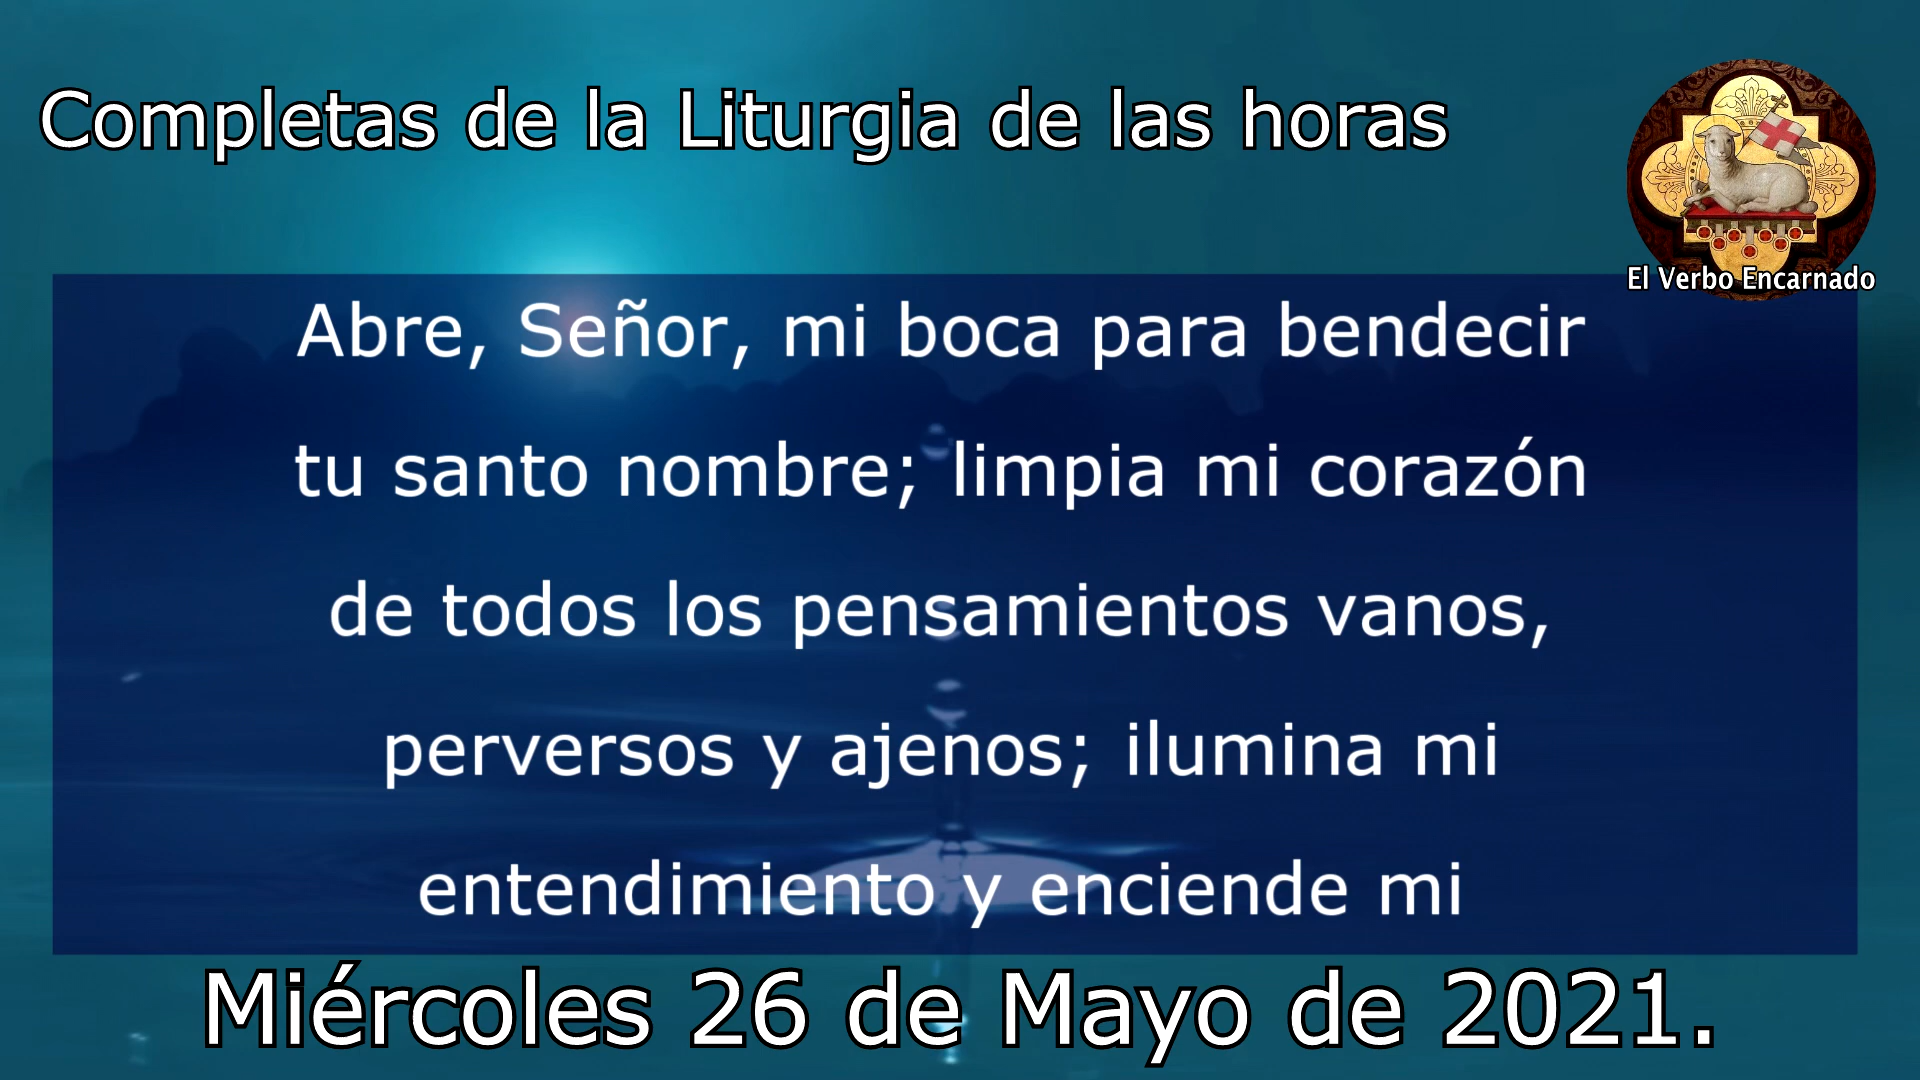 Completas de la Liturgia de las horas
El Verbo Encarnado
Abre, Señor, mi boca para bendecir
tu santo nombre; limpia mi corazón
de todos los pensamientos vanos,
perversos y ajenos; ilumina mi
entendimiento y enciende mi
Miércoles 26 de Mayo de 2021.